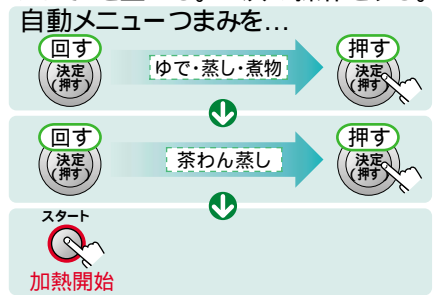 自動メニューつまみを…
回す
決定
(押す)
ゆで・蒸し・煮物
押す
決定
(押す)
回す
決定
(押す)
茶わん蒸し
押す
決定
(押す)
スタート
加熱開始